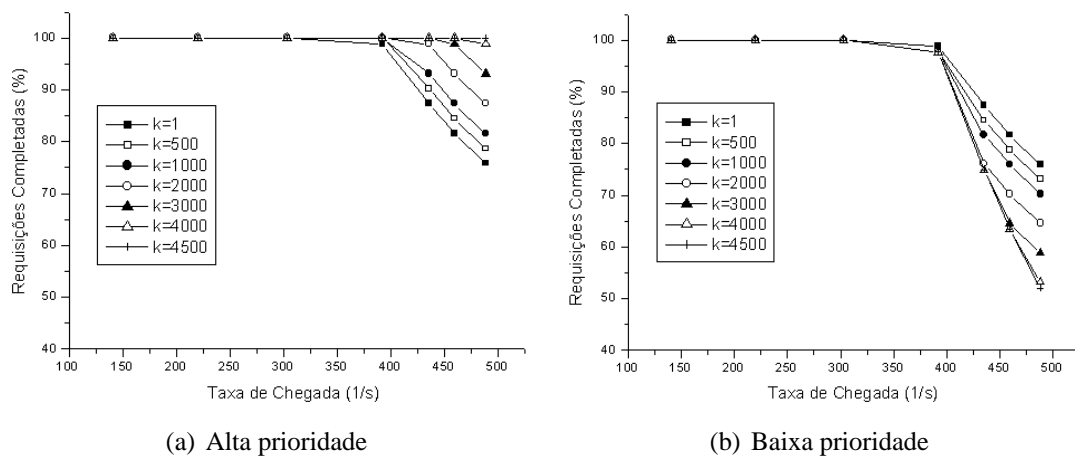 100
90
80
70
60
50
40
Requisições Completadas (%)
k=1
k=500
k=1000
k=2000
k=3000
k=4000
k=4500
100 150 200 250 300 350 400 450 500
Taxa de Chegada (1/s)
(a) Alta prioridade
100
90
80
70
60
50
40
Requisições Completadas (%)
k=1
k=500
k=1000
k=2000
k=3000
k=4000
k=4500
100 150 200 250 300 350 400 450 500
Taxa de Chegada (1/s)
(b) Baixa prioridade